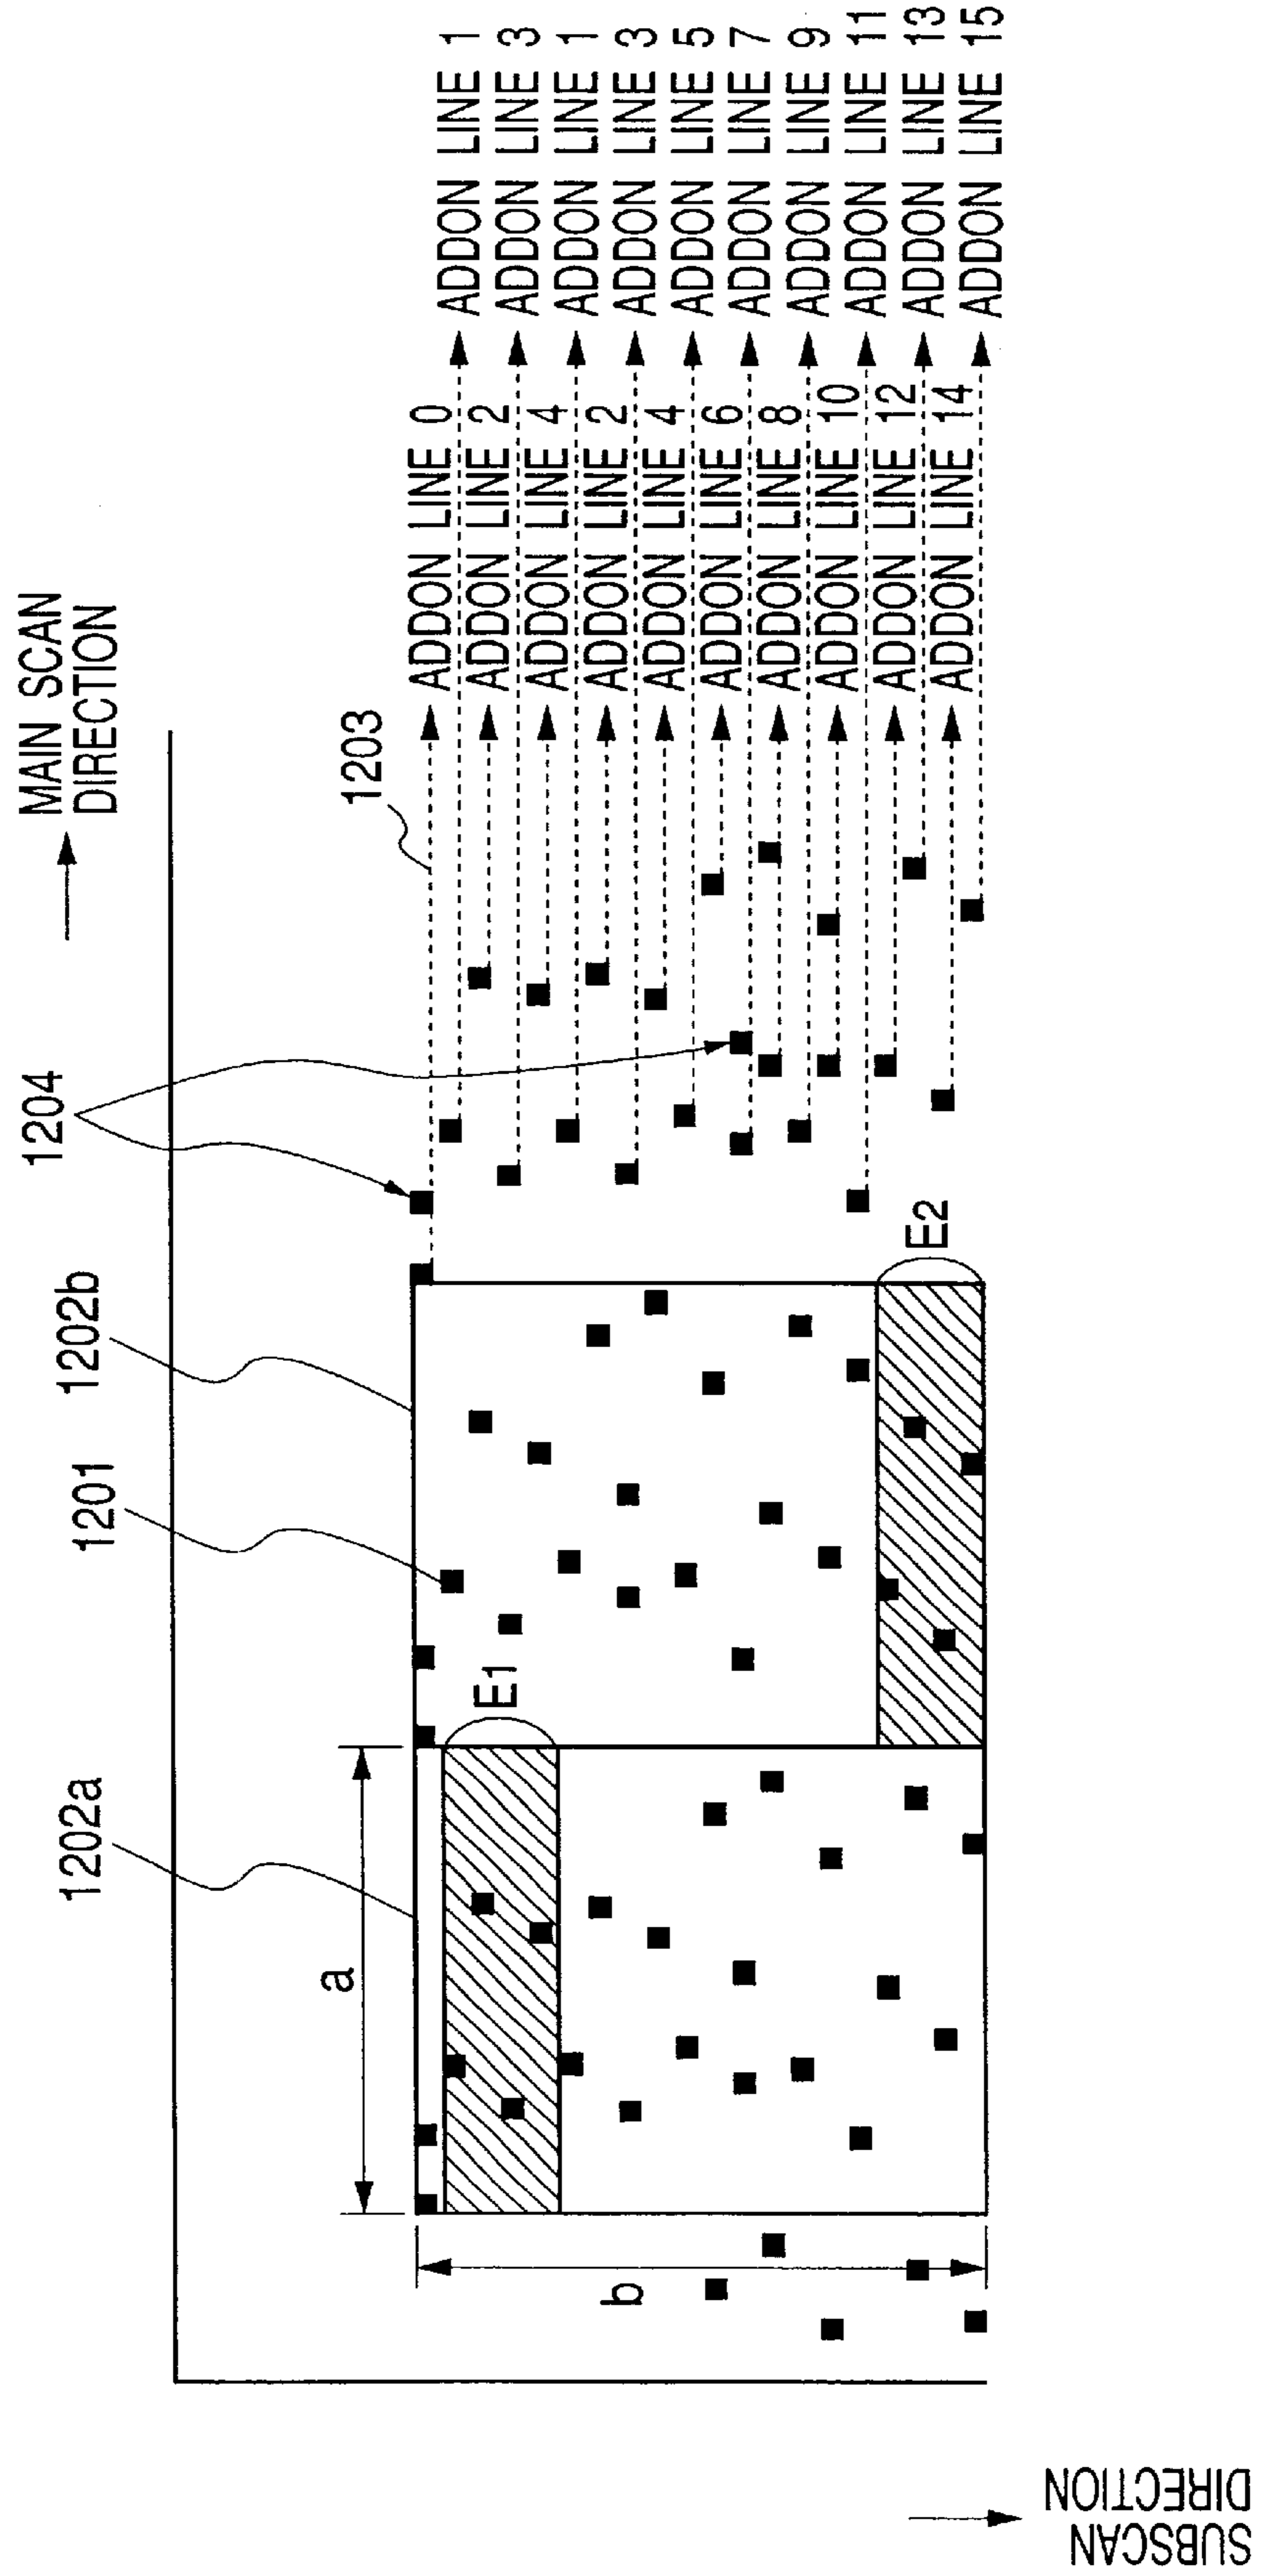 MAIN SCAN
DIRECTION
1202a
1201
1202b
1204
1203
a
b
E1
E2
ADDON LINE 0
ADDON LINE 1
ADDON LINE 2
ADDON LINE 3
ADDON LINE 4
ADDON LINE 1
ADDON LINE 2
ADDON LINE 3
ADDON LINE 4
ADDON LINE 5
ADDON LINE 6
ADDON LINE 7
ADDON LINE 8
ADDON LINE 9
ADDON LINE 10
ADDON LINE 11
ADDON LINE 12
ADDON LINE 13
ADDON LINE 14
ADDON LINE 15
SUBSCAN
DIRECTION